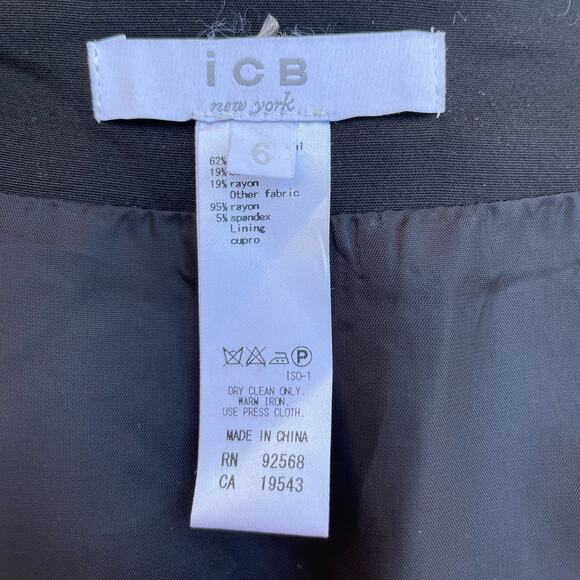 iCB
new york
6
62%
19%
19% rayon
Other fabric
95% rayon
5% spandex
Lining
cupro
P
ISO-1
DRY CLEAN ONLY.
WARM IRON.
USE PRESS CLOTH.
MADE IN CHINA
RN 92568
CA 19543